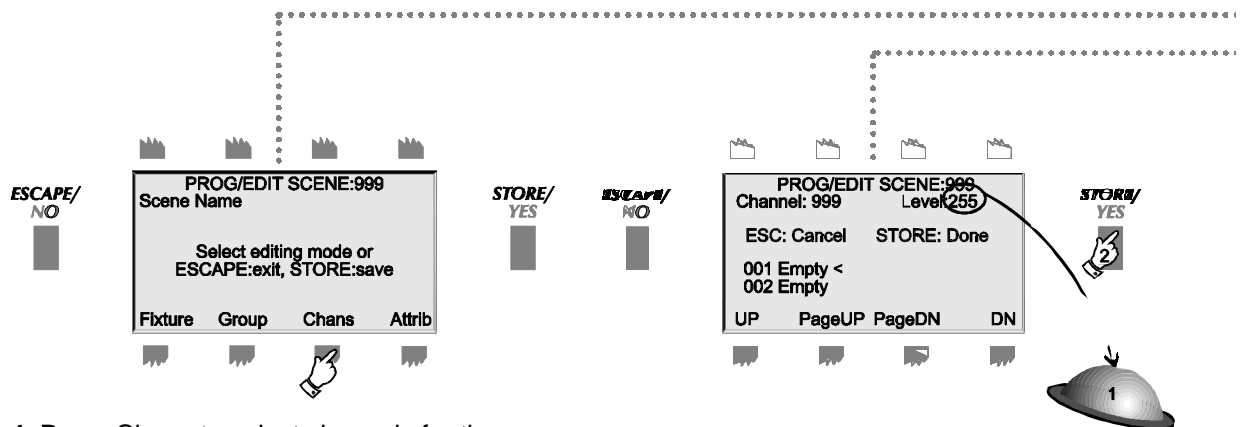 PROG/EDIT SCENE:999
Scene Name
Select editing mode or
ESCAPE:exit, STORE:save
Fixture Group Chans Attrib
ESCAPE/
NO
STORE/
YES
NO
PROG/EDIT SCENE:999
Channel: 999 Level:255
ESC: Cancel STORE: Done
001 Empty <
002 Empty
UP PageUP PageDN DN
YES
2
1